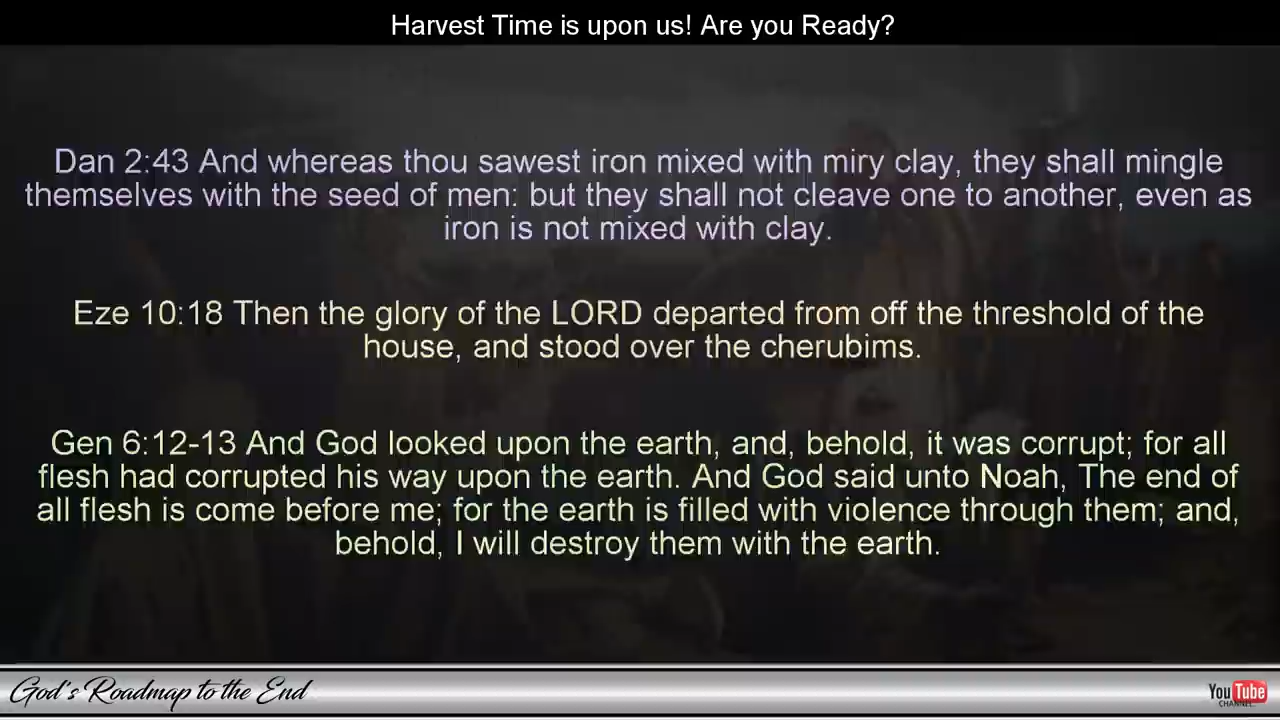 Harvest Time is upon us! Are you Ready?
Dan 2:43 And whereas thou sawest iron mixed with miry clay, they shall mingle
themselves with the seed of men: but they shall not cleave one to another, even as
iron is not mixed with clay.
Eze 10:18 Then the glory of the LORD departed from off the threshold of the
house, and stood over the cherubims.
Gen 6:12-13 And God looked upon the earth, and, behold, it was corrupt; for all
flesh had corrupted his way upon the earth. And God said unto Noah, The end of
all flesh is come before me; for the earth is filled with violence through them; and,
behold, I will destroy them with the earth.
God's Roadmap to the End
YouTube
CHANNEL